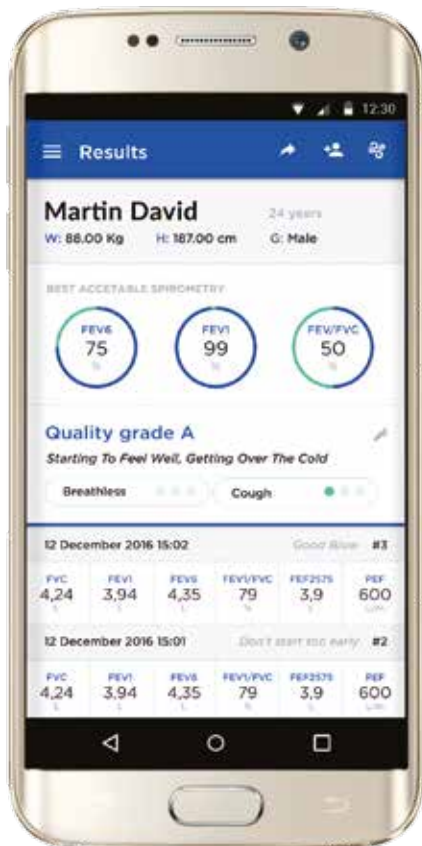 12:30
Results
Martin David 24 years
W: 88.00 Kg H: 187.00 cm G: Male
BEST ACCETABLE SPIROMETRY
FEV6 FEV1 FEV/FVC
75 99 50
% % %
Quality grade A
Starting To Feel Well, Getting Over The Cold
Breathless Cough
12 December 2016 15:02 Good Blow #3
FVC FEV1 FEV6 FEV1/FVC FEF2575 PEF
4,24 3,94 4,35 79 3,9 600
L L L % L L/m
12 December 2016 15:01 Don't start too early #2
FVC FEV1 FEV6 FEV1/FVC FEF2575 PEF
4,24 3,94 4,35 79 3,9 600